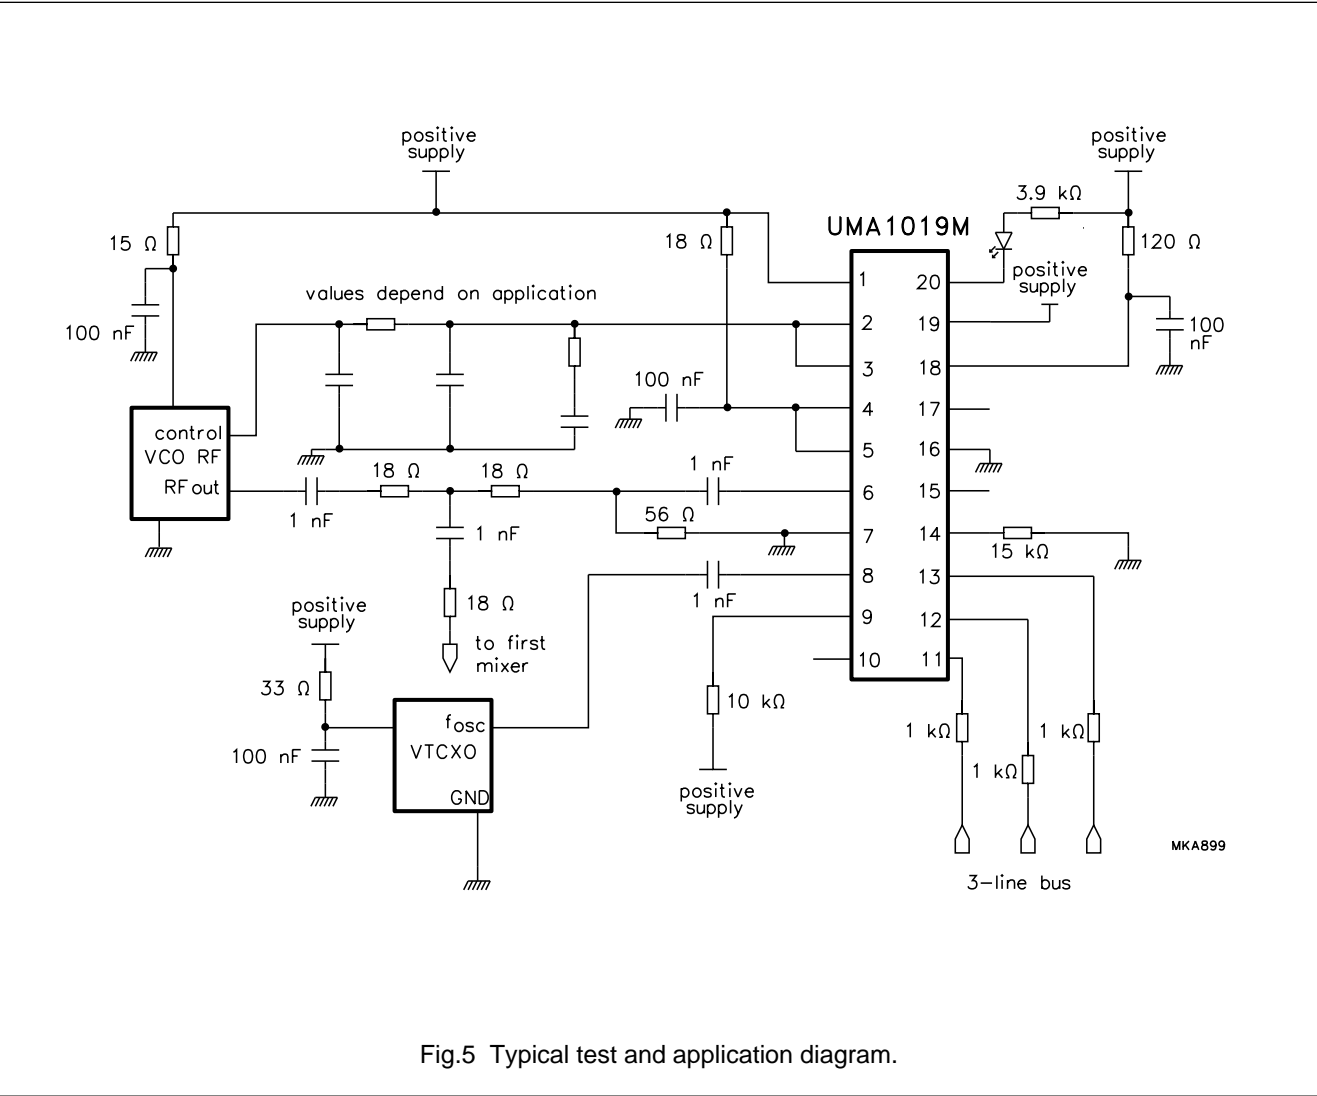 positive
supply
positive
supply
3.9 kΩ
UMA1019M
15 Ω
18 Ω
120 Ω
positive
supply
values depend on application
100 nF
100
nF
100 nF
1
2
3
4
5
6
7
8
9
10
20
19
18
17
16
15
14
13
12
11
control
VCO RF
RF out
18 Ω
18 Ω
1 nF
1 nF
56 Ω
1 nF
15 kΩ
1 nF
18 Ω
positive
supply
to first
mixer
33 Ω
10 kΩ
fosc
VTCXO
GND
100 nF
1 kΩ
1 kΩ
1 kΩ
positive
supply
MKA899
3-line bus
Fig.5 Typical test and application diagram.